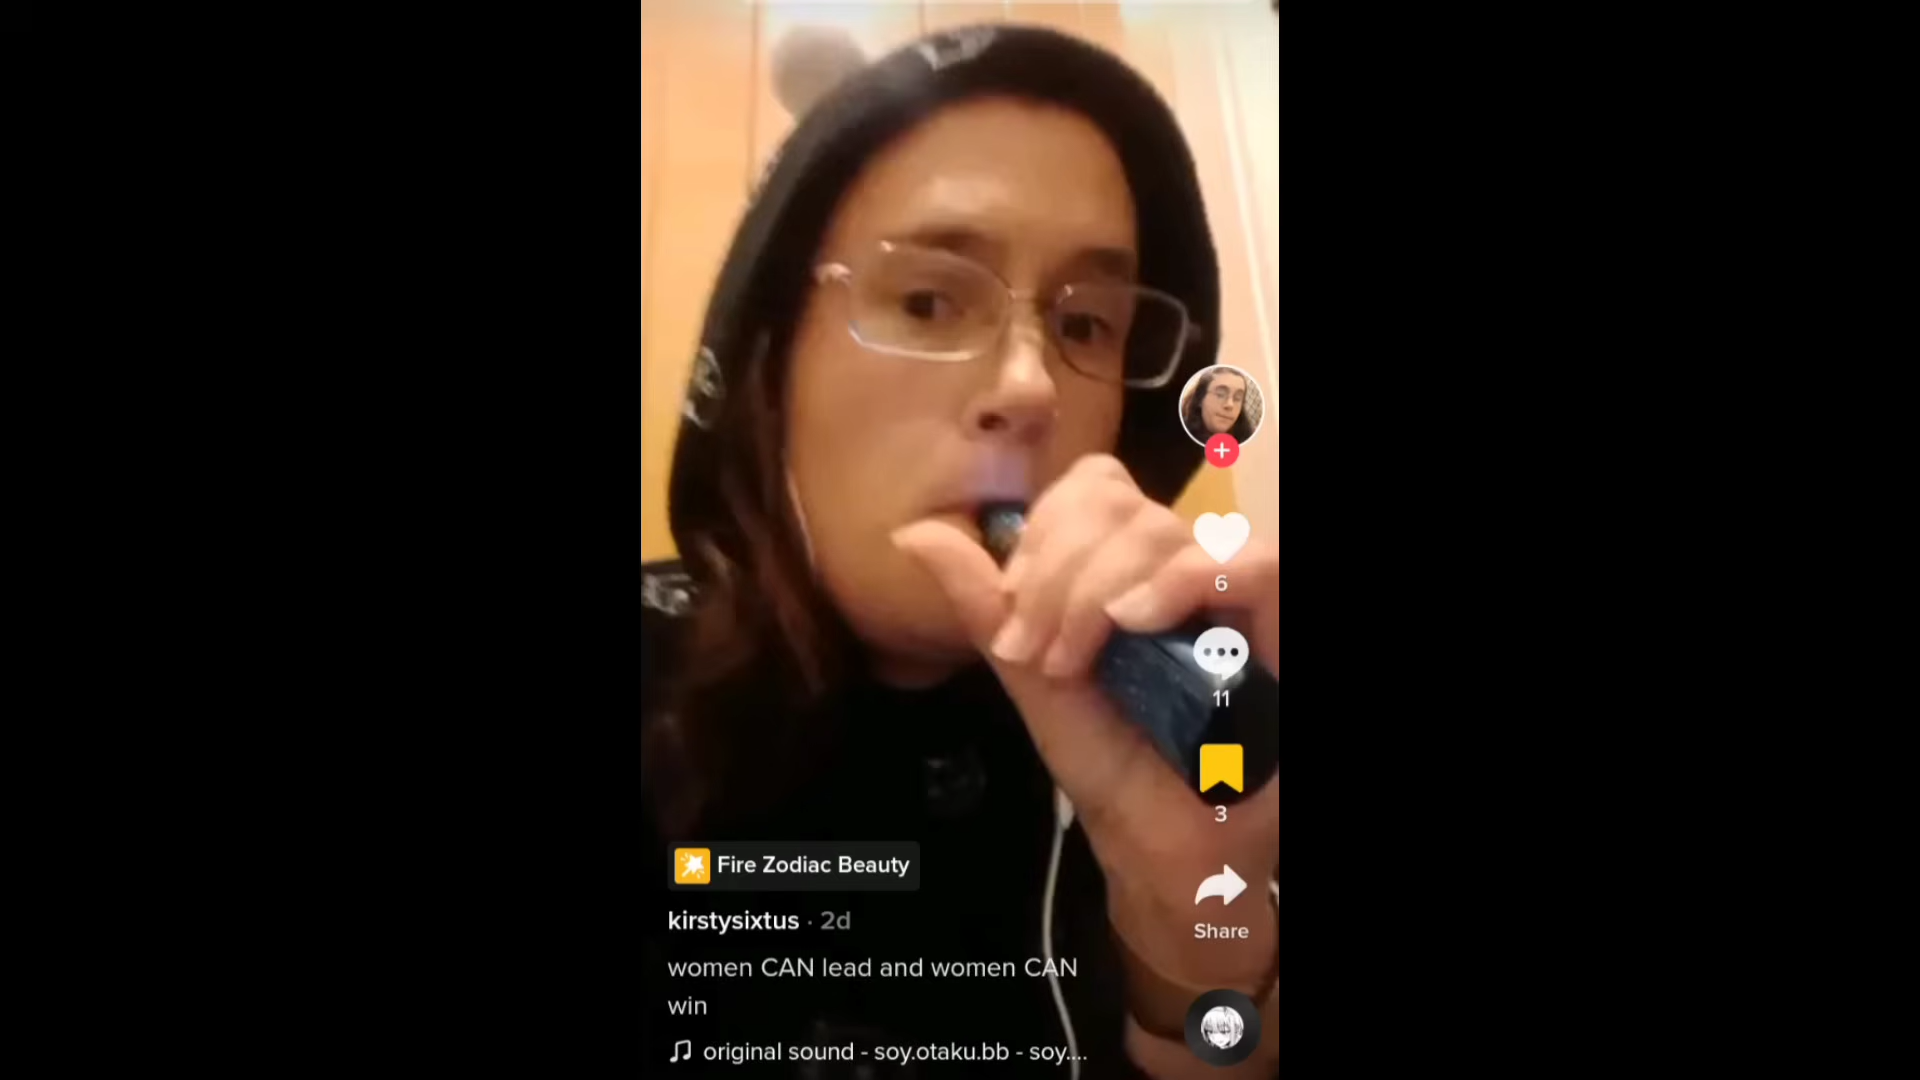 6
11
3
Share
Fire Zodiac Beauty
kirstysixtus · 2d
women CAN lead and women CAN
win
original sound - soy.otaku.bb - soy....